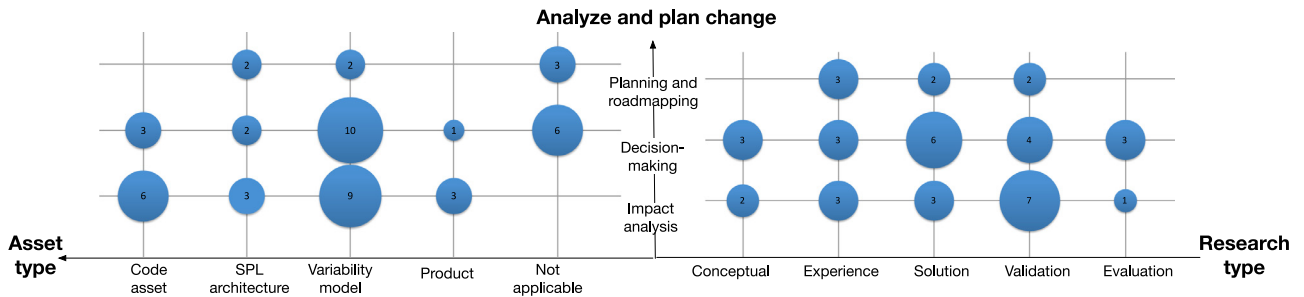 Analyze and plan change
2
2
3
3
2
10
1
6
6
3
9
3
Planning and
roadmapping
Decision-
making
Impact
analysis
3
2
2
3
3
6
4
3
2
3
3
7
1
Asset
type
Code
asset
SPL
architecture
Variability
model
Product
Not
applicable
Conceptual
Experience
Solution
Validation
Evaluation
Research
type